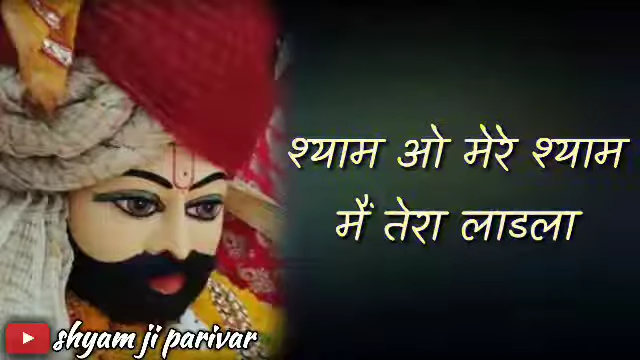 श्याम ओ मेरे श्याम
मैं तेरा लाडला
shyam ji parivar